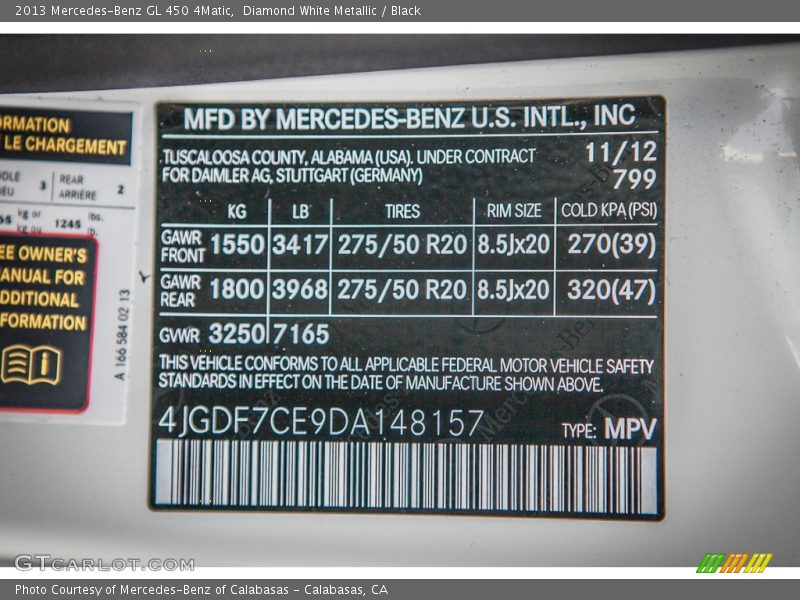 2013 Mercedes-Benz GL 450 4Matic, Diamond White Metallic / Black
ORMATION
LE CHARGEMENT
3 REAR ARRIÈRE 2
kg or lbs.
kg ou 1245 lb.
EE OWNER'S
ANUAL FOR
DDITIONAL
FORMATION
A 166 584 02 13
MFD BY MERCEDES-BENZ U.S. INTL., INC
TUSCALOOSA COUNTY, ALABAMA (USA). UNDER CONTRACT 11/12
FOR DAIMLER AG, STUTTGART (GERMANY) 799
KG LB TIRES RIM SIZE COLD KPA (PSI)
GAWR FRONT 1550 3417 275/50 R20 8.5Jx20 270(39)
GAWR REAR 1800 3968 275/50 R20 8.5Jx20 320(47)
GVWR 3250 7165
THIS VEHICLE CONFORMS TO ALL APPLICABLE FEDERAL MOTOR VEHICLE SAFETY
STANDARDS IN EFFECT ON THE DATE OF MANUFACTURE SHOWN ABOVE.
4JGDF7CE9DA148157 TYPE: MPV
GTCARLOT.COM
Photo Courtesy of Mercedes-Benz of Calabasas - Calabasas, CA